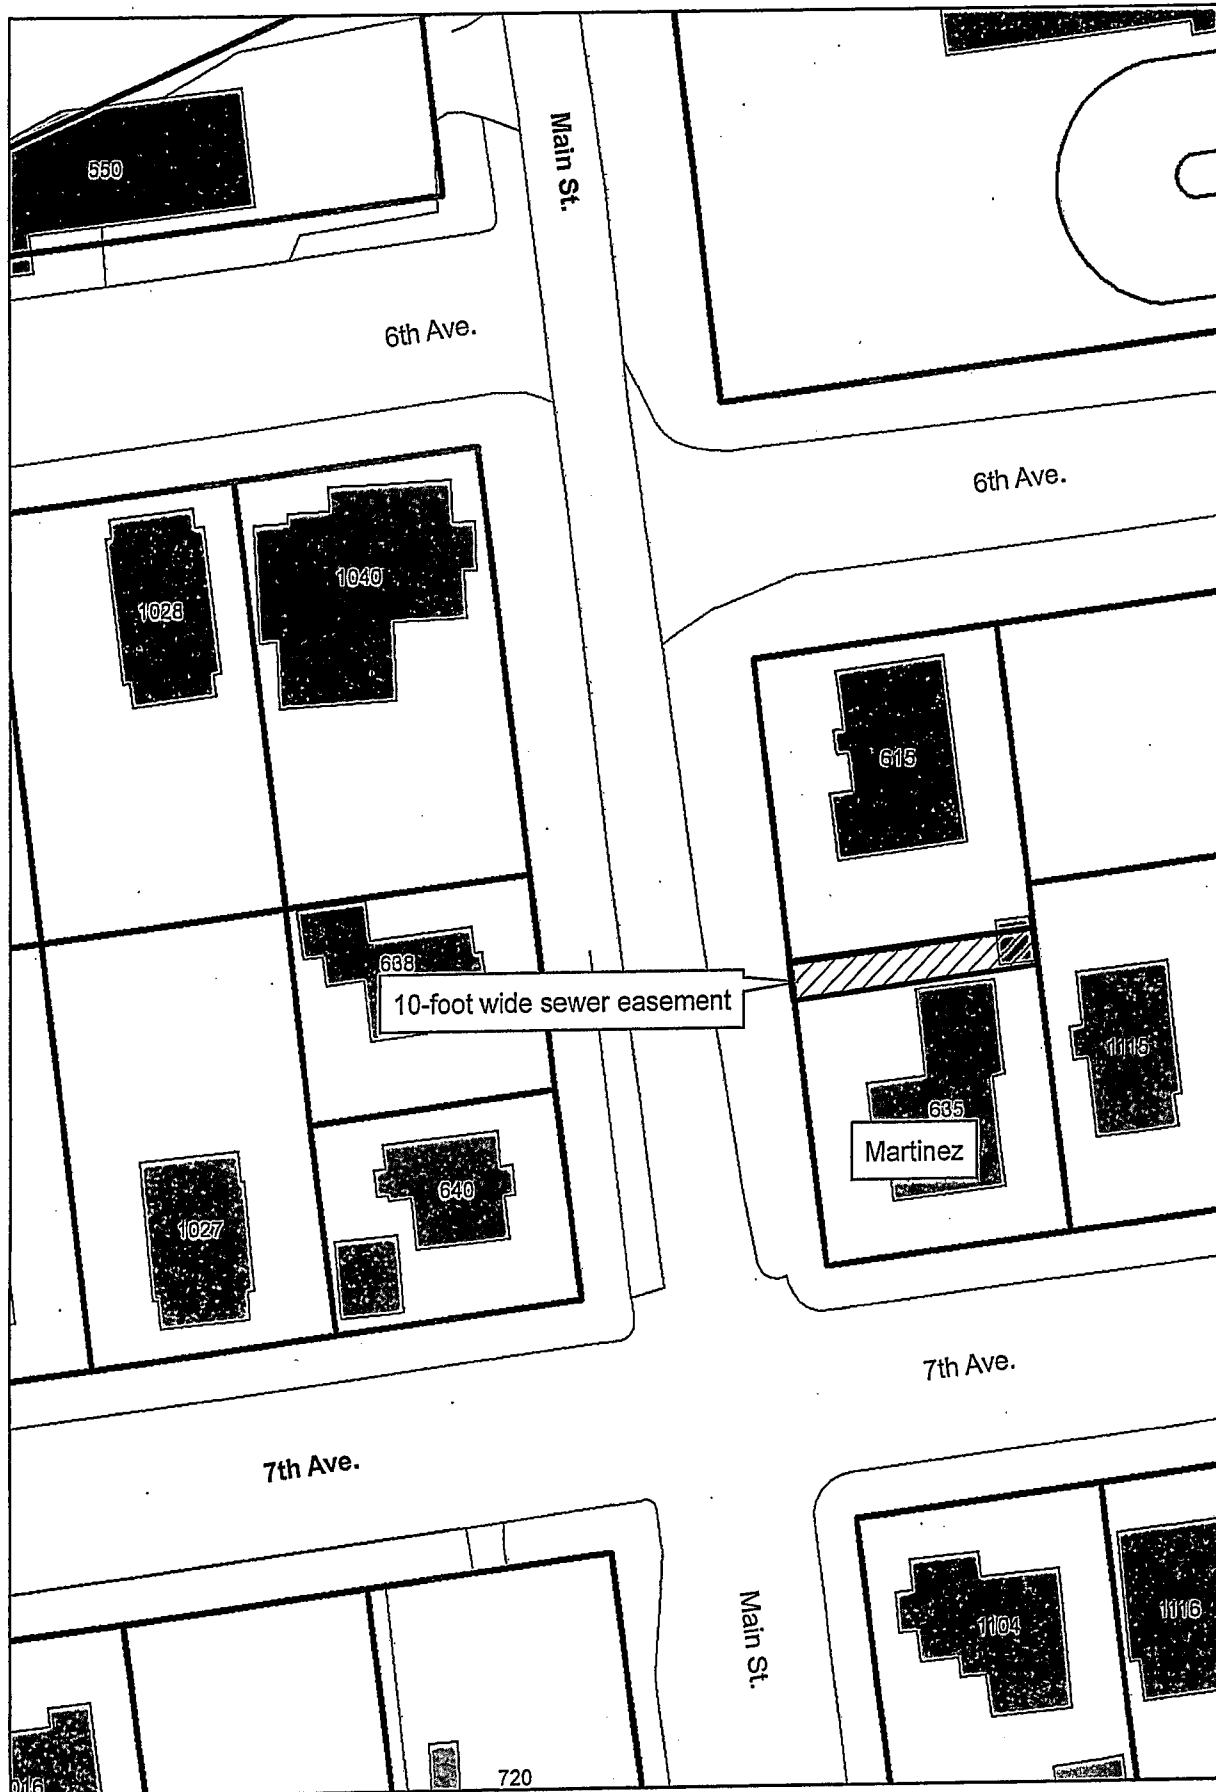 550
Main St.
6th Ave.
6th Ave.
1028
1040
615
638
10-foot wide sewer easement
1115
635
Martinez
640
1027
7th Ave.
7th Ave.
Main St.
1104
1116
720